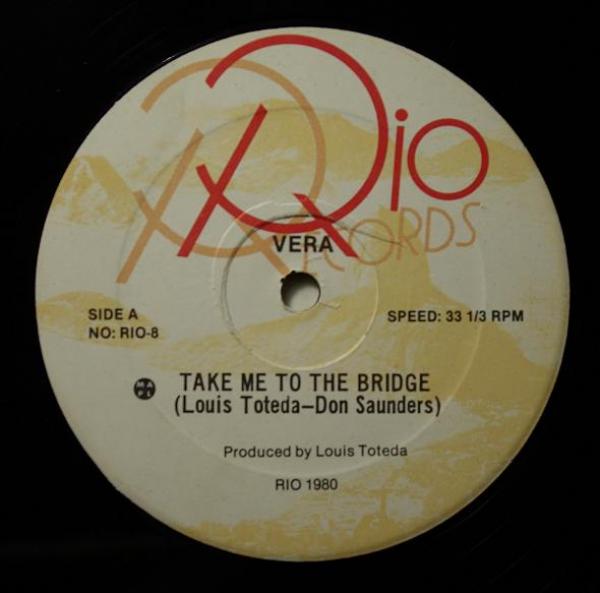 Rio
RECORDS
VERA
SIDE A
NO: RIO-8
SPEED: 33 1/3 RPM
MAPL
TAKE ME TO THE BRIDGE
(Louis Toteda–Don Saunders)
Produced by Louis Toteda
RIO 1980